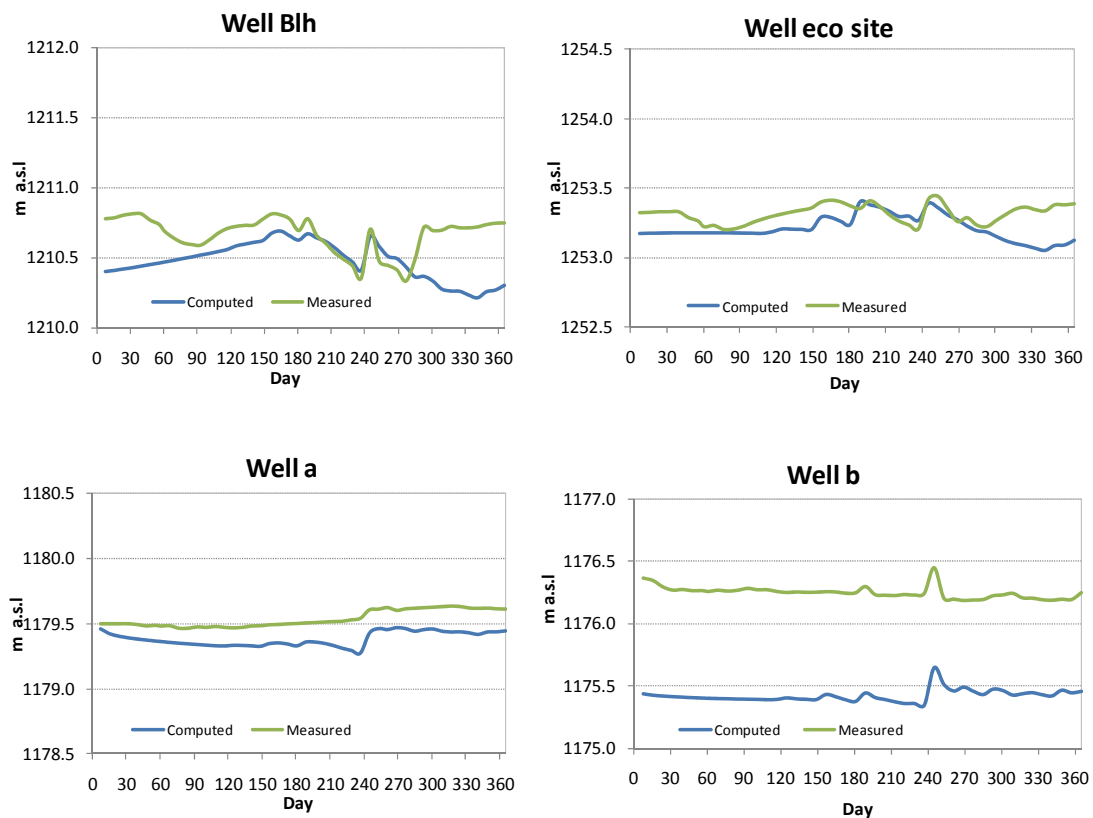 Well Blh
1212.0
1211.5
1211.0
1210.5
1210.0
m a.s.l
0 30 60 90 120 150 180 210 240 270 300 330 360
Day
Computed Measured
Well eco site
1254.5
1254.0
1253.5
1253.0
1252.5
m a.s.l
0 30 60 90 120 150 180 210 240 270 300 330 360
Day
Computed Measured
Well a
1180.5
1180.0
1179.5
1179.0
1178.5
m a.s.l
0 30 60 90 120 150 180 210 240 270 300 330 360
Day
Computed Measured
Well b
1177.0
1176.5
1176.0
1175.5
1175.0
m a.s.l
0 30 60 90 120 150 180 210 240 270 300 330 360
Day
Computed Measured